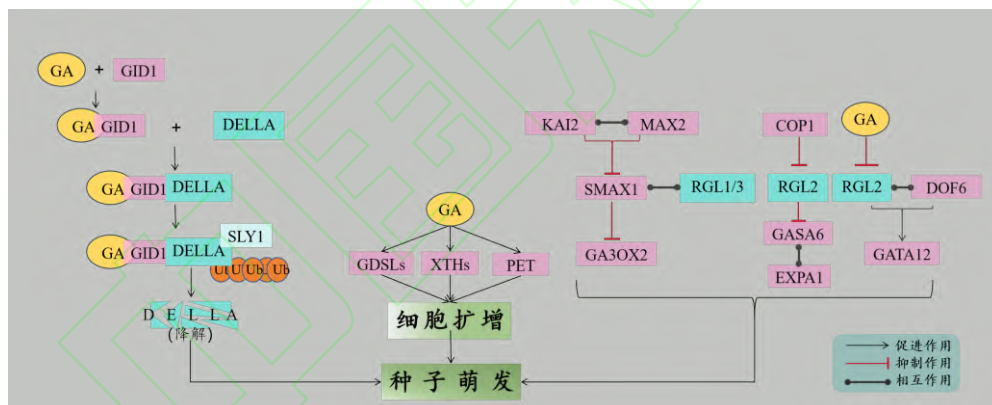 GA + GID1
GA GID1 + DELLA
GA GID1 DELLA
GA GID1 DELLA SLY1
Ub Ub
D E L L A
(降解)
GA
GDSLs XTHs PET
细胞扩增
种子萌发
KAI2 MAX2
SMAX1 RGL1/3
GA3OX2
COP1
RGL2
GASA6
EXPA1
GA
RGL2 DOF6
GATA12
促进作用
抑制作用
相互作用